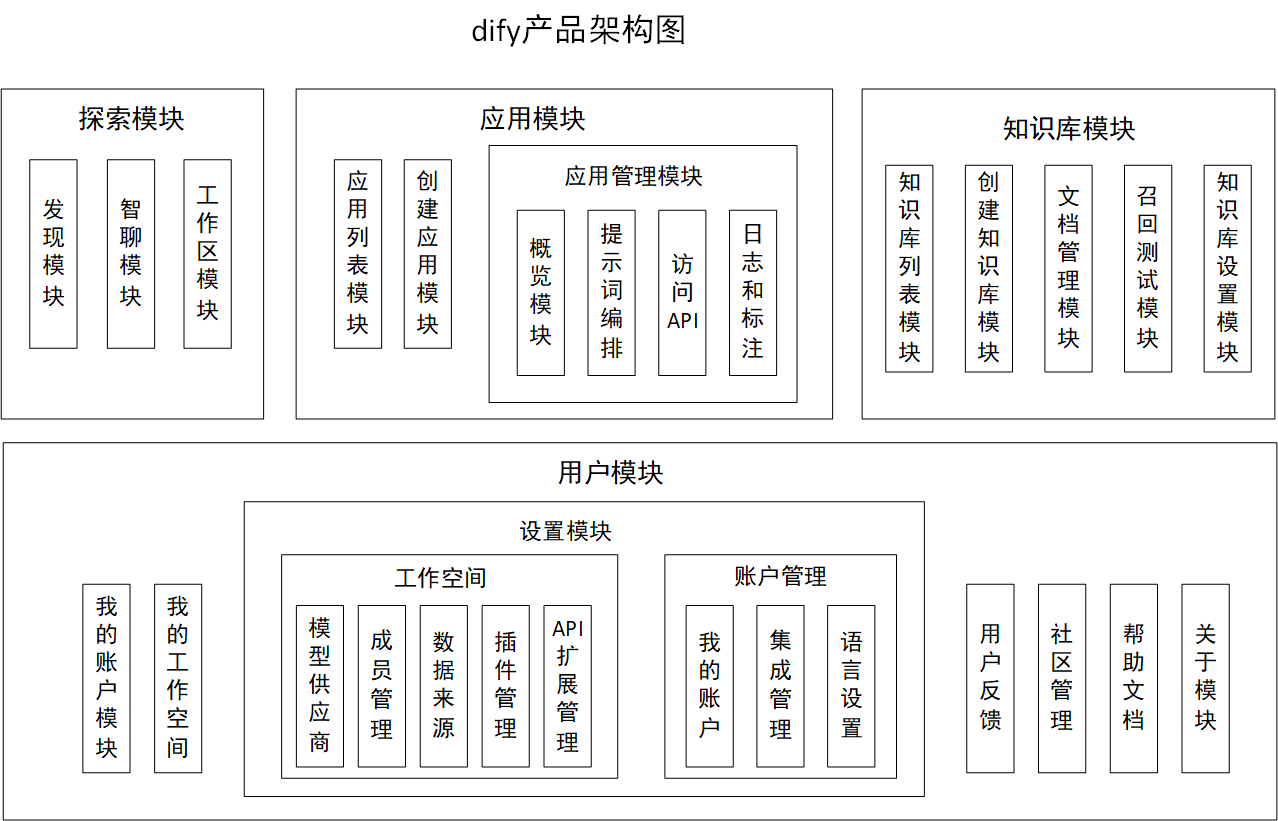 dify产品架构图
探索模块
发现模块
智聊模块
工作区模块
应用模块
应用列表模块
创建应用模块
应用管理模块
概览模块
提示词编排
访问API
日志和标注
知识库模块
知识库列表模块
创建知识库模块
文档管理模块
召回测试模块
知识库设置模块
用户模块
我的账户模块
我的工作空间
设置模块
工作空间
模型供应商
成员管理
数据来源
插件管理
API扩展管理
账户管理
我的账户
集成管理
语言设置
用户反馈
社区管理
帮助文档
关于模块